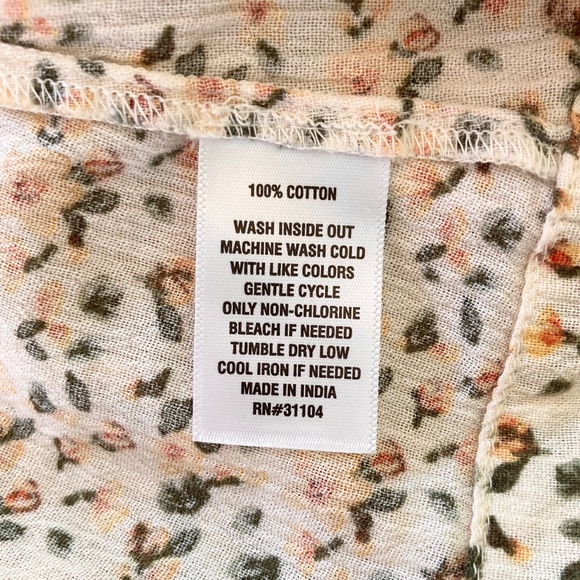 100% COTTON
WASH INSIDE OUT
MACHINE WASH COLD
WITH LIKE COLORS
GENTLE CYCLE
ONLY NON-CHLORINE
BLEACH IF NEEDED
TUMBLE DRY LOW
COOL IRON IF NEEDED
MADE IN INDIA
RN#31104